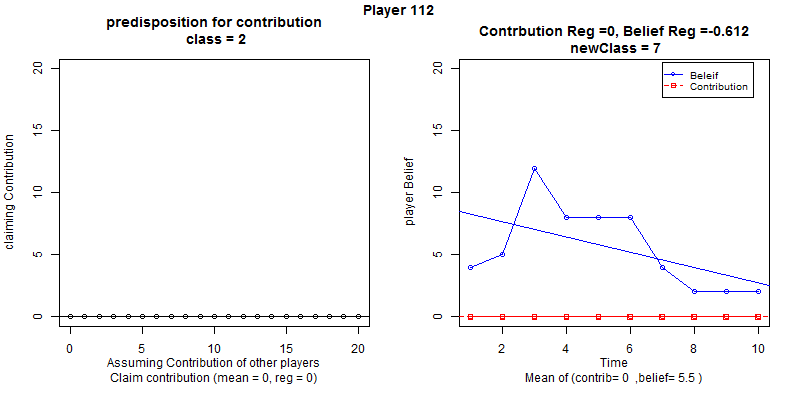 Player 112
predisposition for contribution
class = 2
claiming Contribution
0 5 10 15 20
0 5 10 15 20
Assuming Contribution of other players
Claim contribution (mean = 0, reg = 0)
Contrbution Reg =0, Belief Reg =-0.612
newClass = 7
Beleif
Contribution
player Belief
0 5 10 15 20
2 4 6 8 10
Time
Mean of (contrib= 0 ,belief= 5.5 )